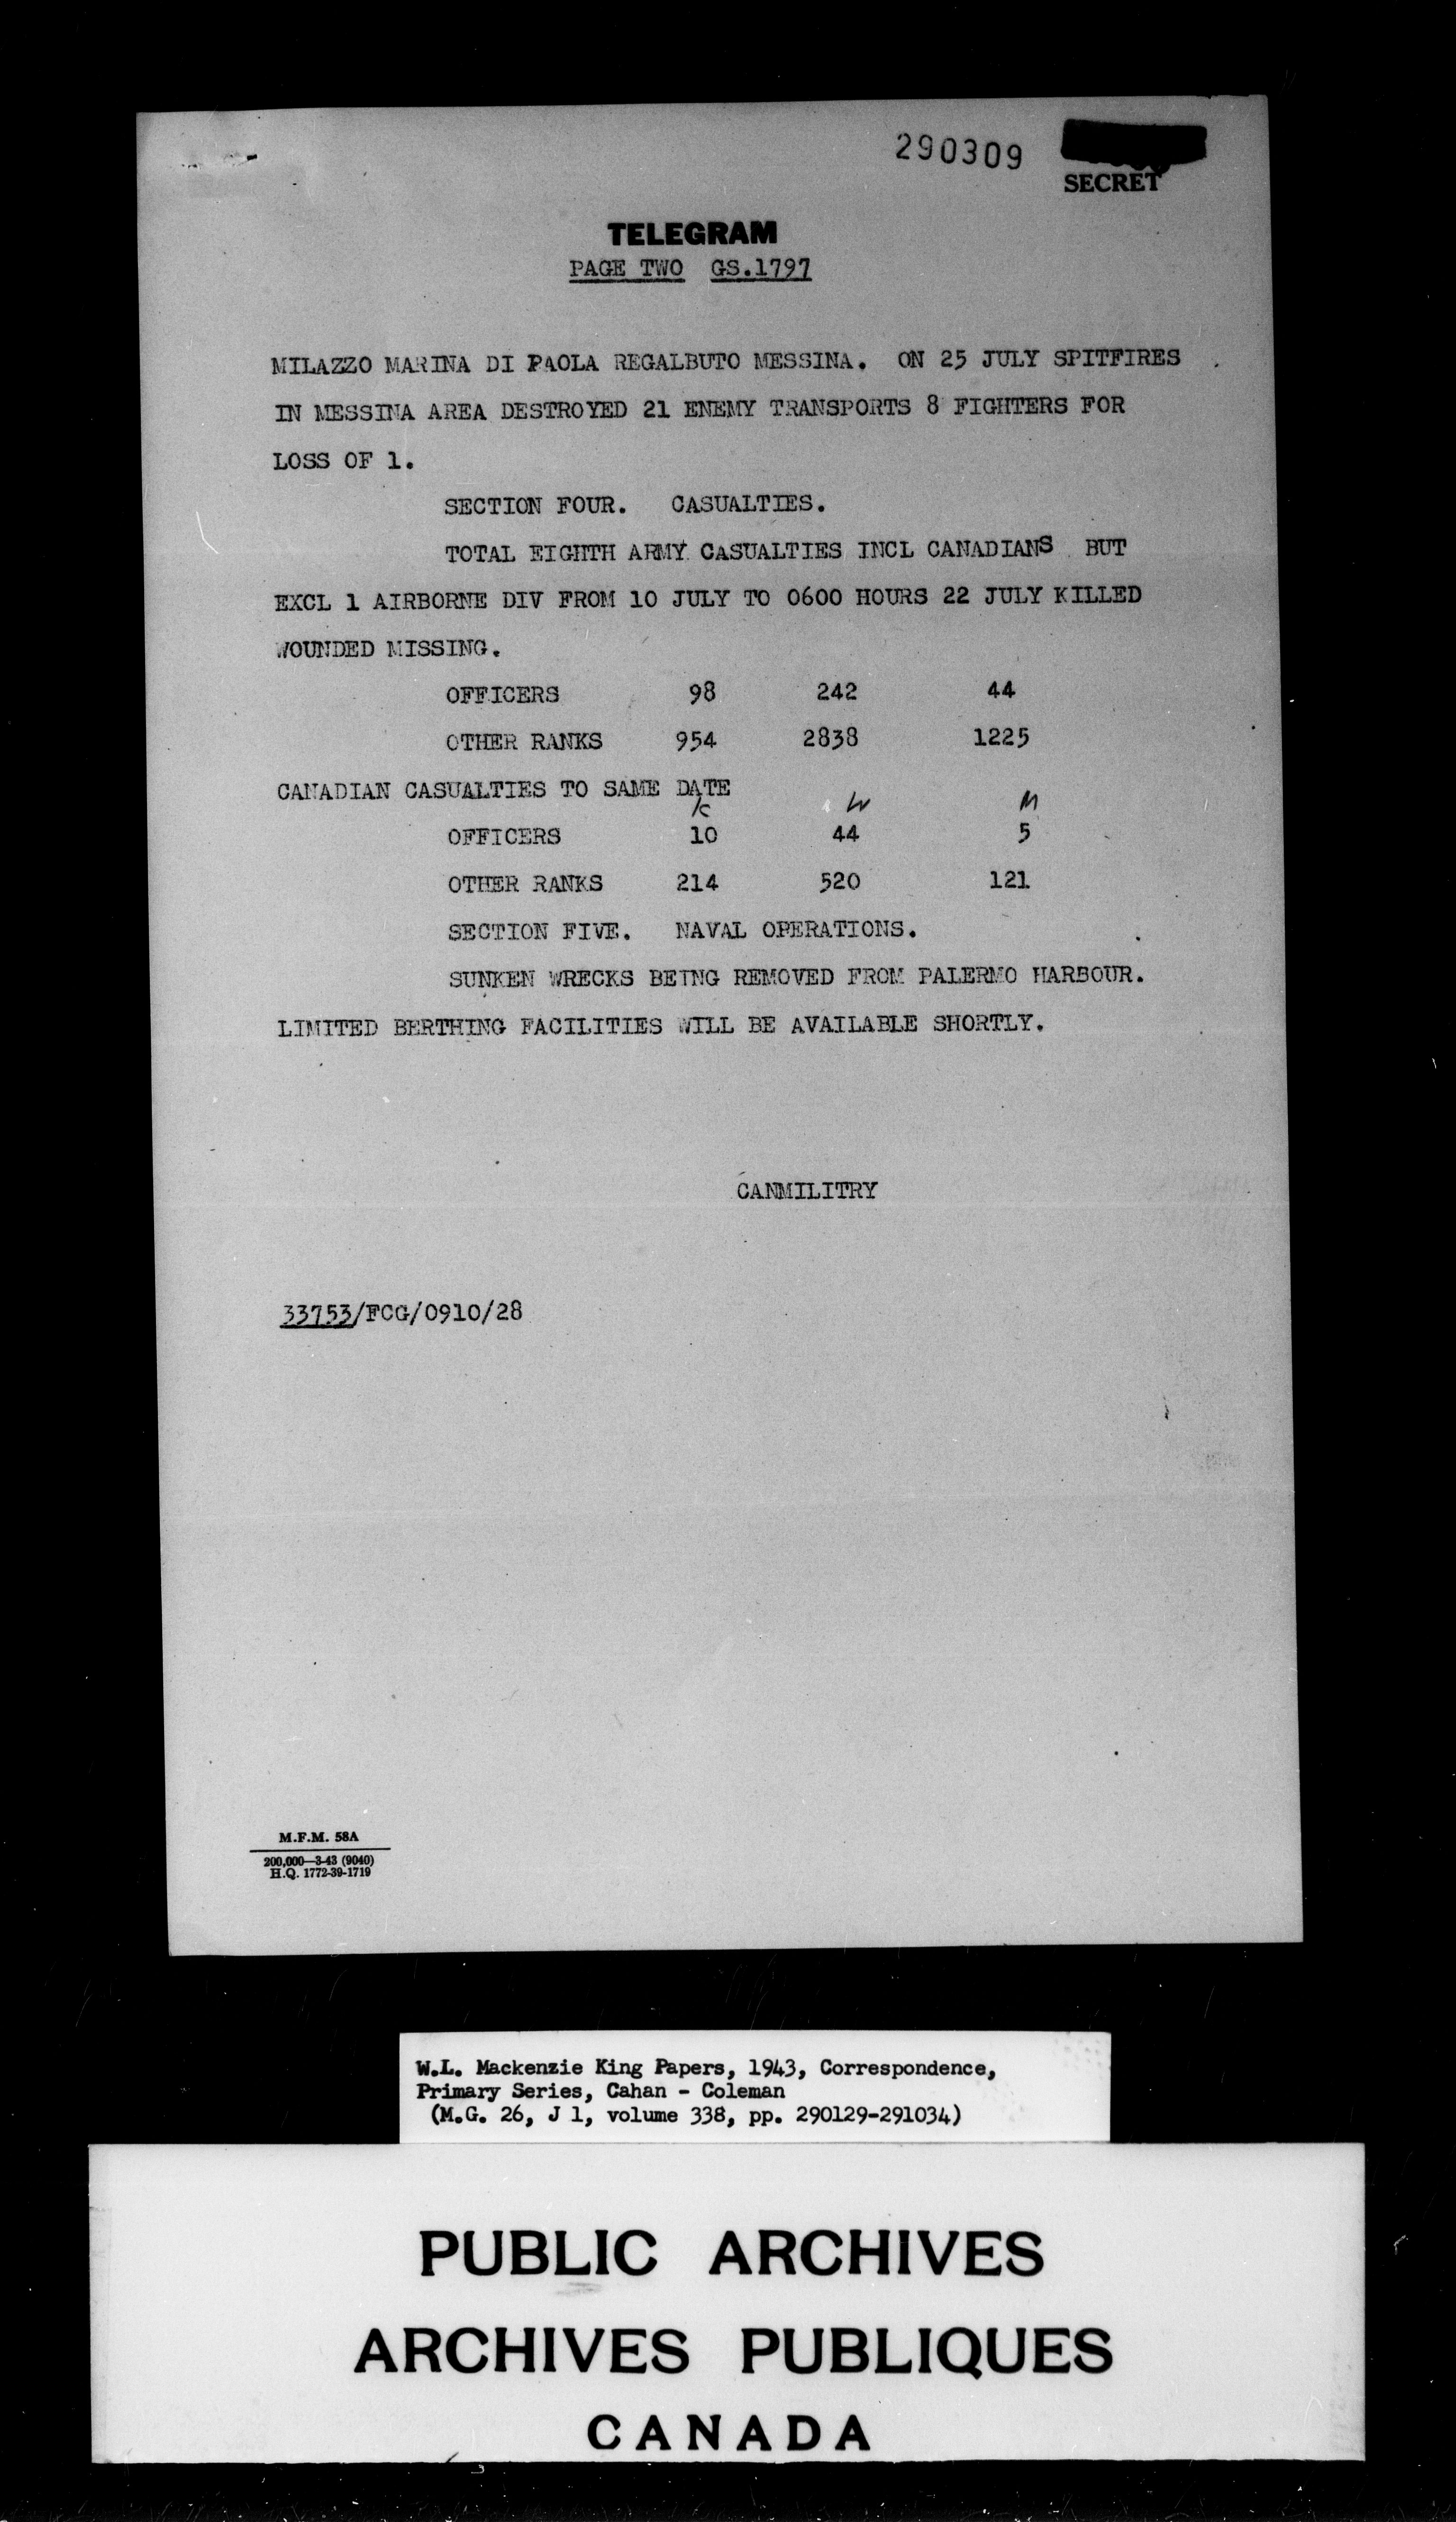 290309
SECRET
TELEGRAM
PAGE TWO GS.1797
MILAZZO MARINA DI PAOLA REGALBUTO MESSINA. ON 25 JULY SPITFIRES
IN MESSINA AREA DESTROYED 21 ENEMY TRANSPORTS 8 FIGHTERS FOR
LOSS OF 1.
SECTION FOUR. CASUALTIES.
TOTAL EIGHTH ARMY CASUALTIES INCL CANADIANS BUT
EXCL 1 AIRBORNE DIV FROM 10 JULY TO 0600 HOURS 22 JULY KILLED
WOUNDED MISSING.
OFFICERS 98 242 44
OTHER RANKS 954 2838 1225
CANADIAN CASUALTIES TO SAME DATE
K W M
OFFICERS 10 44 5
OTHER RANKS 214 520 121
SECTION FIVE. NAVAL OPERATIONS.
SUNKEN WRECKS BEING REMOVED FROM PALERMO HARBOUR.
LIMITED BERTHING FACILITIES WILL BE AVAILABLE SHORTLY.
CANMILITRY
33753/FCG/0910/28
M.F.M. 58A
200,000—3-43 (9040)
H.Q. 1772-39-1719
W.L. Mackenzie King Papers, 1943, Correspondence,
Primary Series, Cahan - Coleman
(M.G. 26, J 1, volume 338, pp. 290129-291034)
PUBLIC ARCHIVES
ARCHIVES PUBLIQUES
CANADA